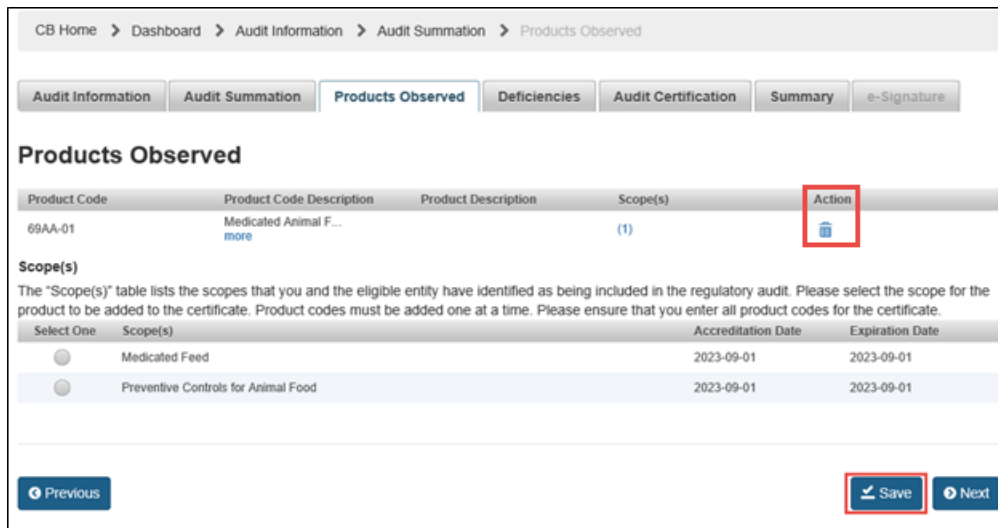 CB Home > Dashboard > Audit Information > Audit Summation > Products Observed
Audit Information Audit Summation Products Observed Deficiencies Audit Certification Summary e-Signature
Products Observed
Product Code Product Code Description Product Description Scope(s) Action
69AA-01 Medicated Animal F... (1)
more
Scope(s)
The "Scope(s)" table lists the scopes that you and the eligible entity have identified as being included in the regulatory audit. Please select the scope for the
product to be added to the certificate. Product codes must be added one at a time. Please ensure that you enter all product codes for the certificate.
Select One Scope(s) Accreditation Date Expiration Date
Medicated Feed 2023-09-01 2023-09-01
Preventive Controls for Animal Food 2023-09-01 2023-09-01
Previous Save Next